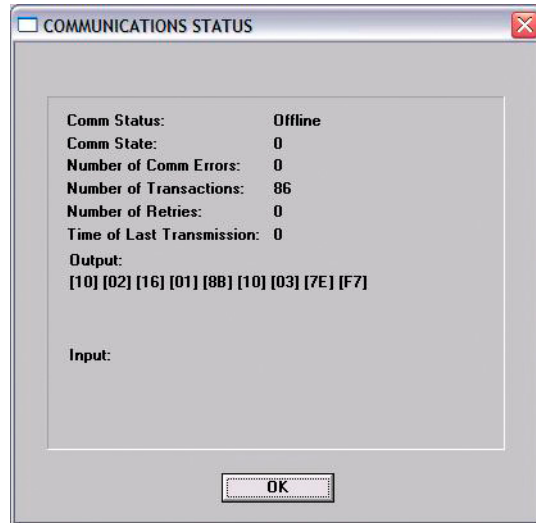 COMMUNICATIONS STATUS
Comm Status: Offline
Comm State: 0
Number of Comm Errors: 0
Number of Transactions: 86
Number of Retries: 0
Time of Last Transmission: 0
Output:
[10] [02] [16] [01] [8B] [10] [03] [7E] [F7]
Input:
OK